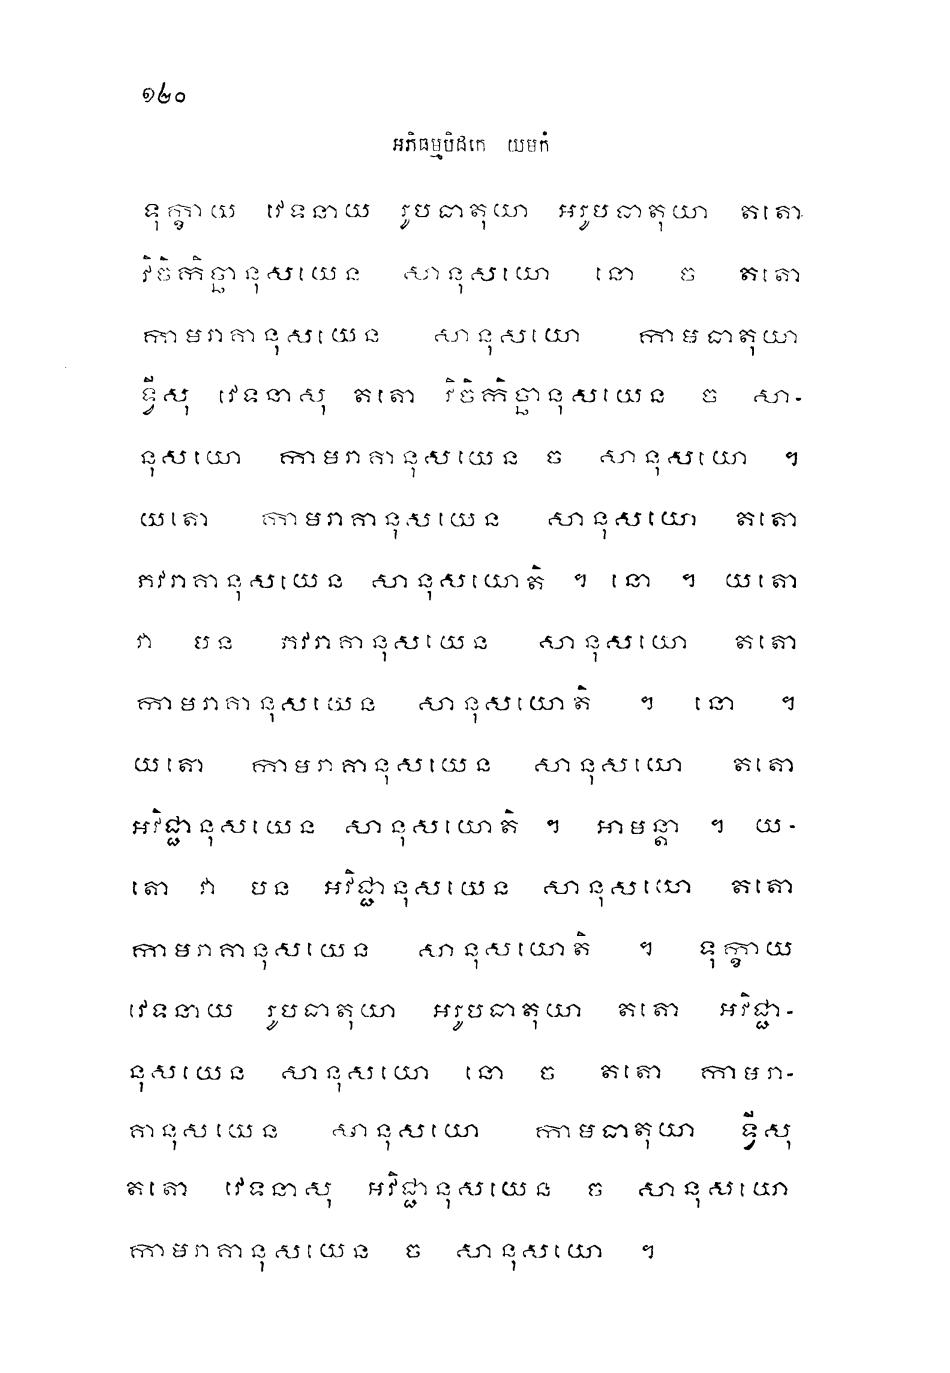 ១២០
អភិធម្មបិដកេ យមកំ
ទុក្ខាយ វេទនាយ រូបធាតុយា អរូបធាតុយា តតោ
វិចិកិច្ឆានុសយេន សានុសយោ នោ ច តតោ
កាមរាគានុសយេន សានុសយោ កាមធាតុយា
ទ្វីសុ វេទនាសុ តតោ វិចិកិច្ឆានុសយេន ច សា-
នុសយោ កាមរាគានុសយេន ច សានុសយោ ។
យតោ កាមរាគានុសយេន សានុសយោ តតោ
ភវរាគានុសយេន សានុសយោតិ ។ នោ ។ យតោ
វា បន ភវរាគានុសយេន សានុសយោ តតោ
កាមរាគានុសយេន សានុសយោតិ ។ នោ ។
យតោ កាមរាគានុសយេន សានុសយោ តតោ
អវិជ្ជានុសយេន សានុសយោតិ ។ អាមន្តា ។ យ-
តោ វា បន អវិជ្ជានុសយេន សានុសយោ តតោ
កាមរាគានុសយេន សានុសយោតិ ។ ទុក្ខាយ
វេទនាយ រូបធាតុយា អរូបធាតុយា តតោ អវិជ្ជា-
នុសយេន សានុសយោ នោ ច តតោ កាមរា-
គានុសយេន សានុសយោ កាមធាតុយា ទ្វីសុ
តតោ វេទនាសុ អវិជ្ជានុសយេន ច សានុសយោ
កាមរាគានុសយេន ច សានុសយោ ។